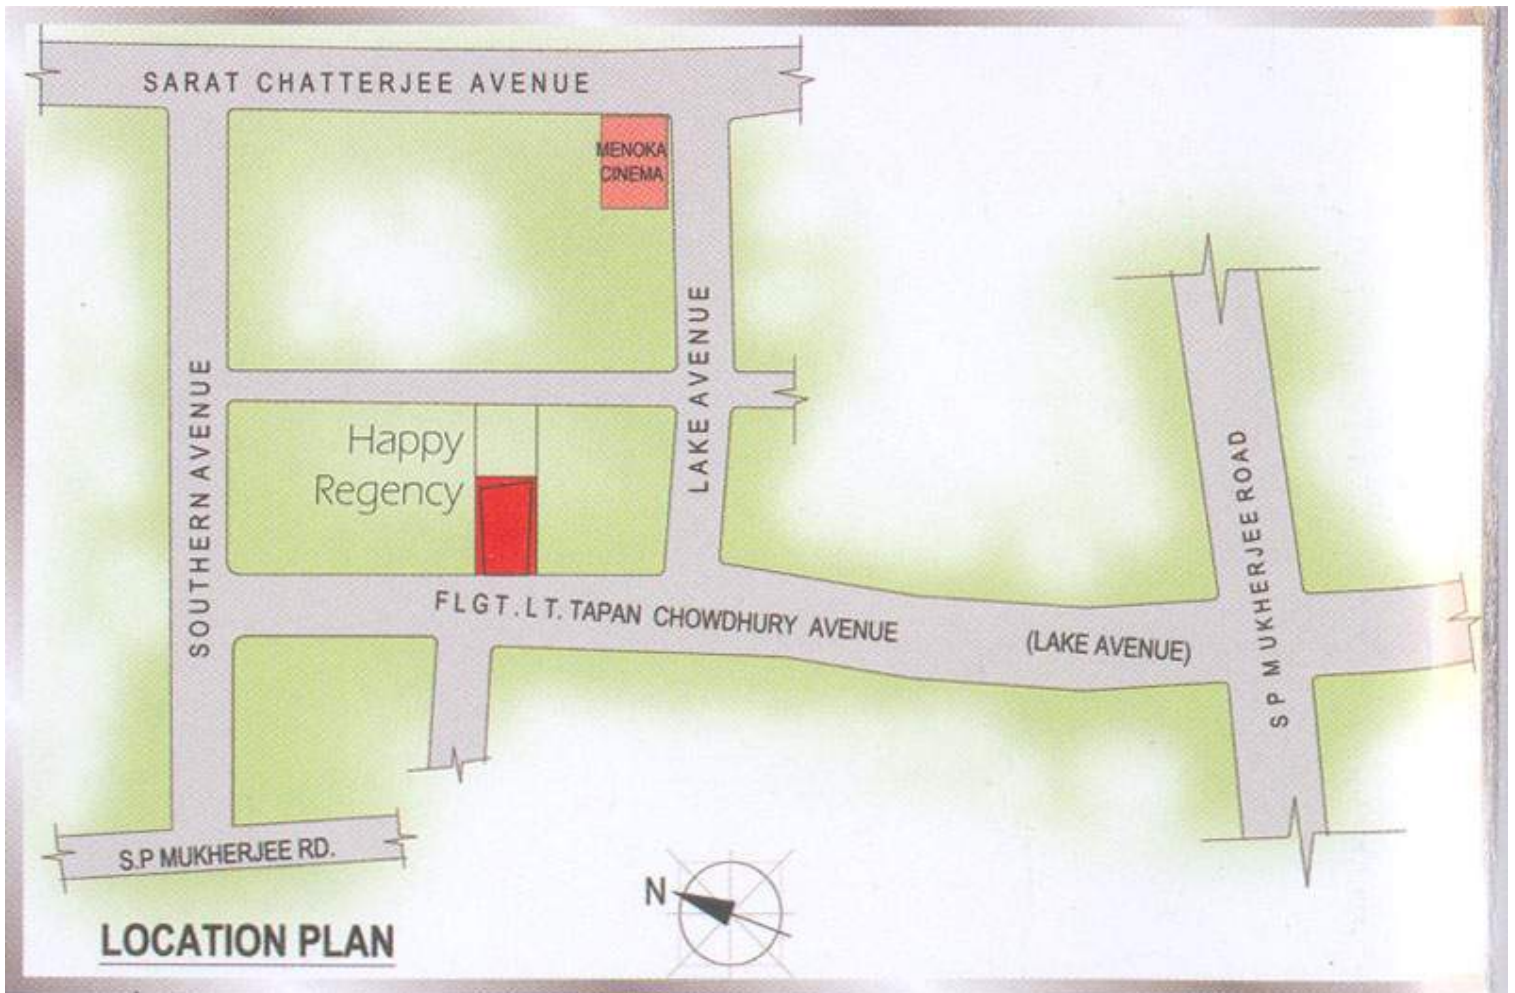 SARAT CHATTERJEE AVENUE
MENOKA
CINEMA
LAKE AVENUE
SOUTHERN AVENUE
Happy
Regency
FLGT. LT. TAPAN CHOWDHURY AVENUE
(LAKE AVENUE)
S P MUKHERJEE ROAD
S.P MUKHERJEE RD.
N
LOCATION PLAN